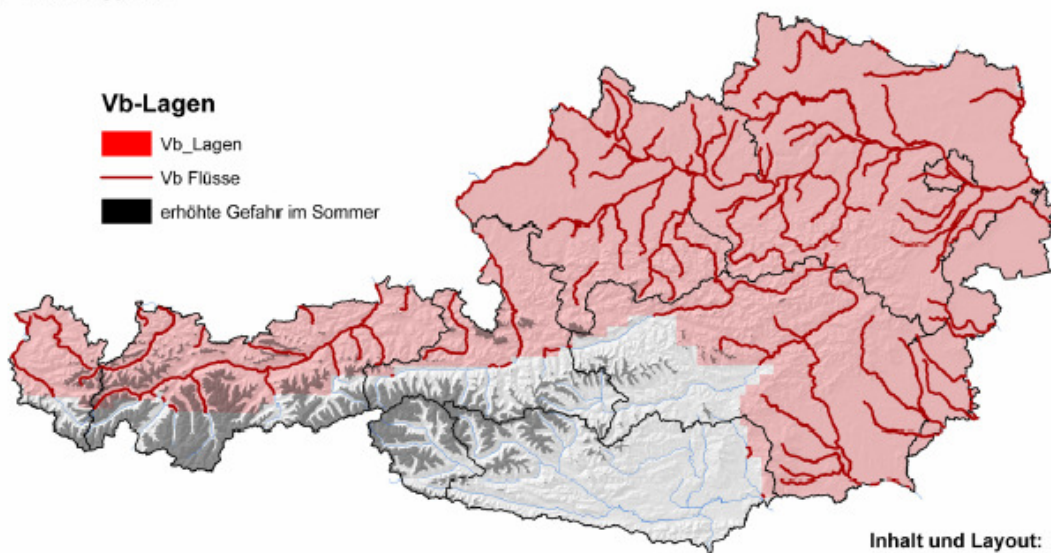 Vb-Lagen
Vb_Lagen
Vb Flüsse
erhöhte Gefahr im Sommer
Inhalt und Layout: